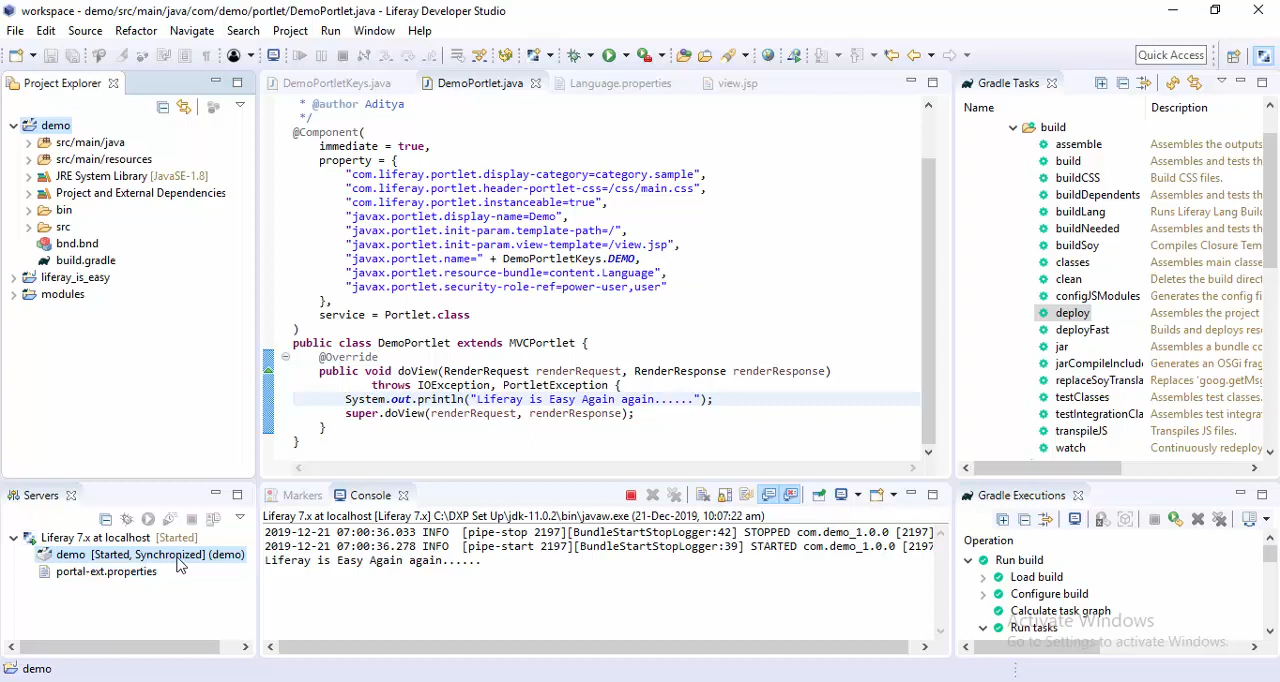 workspace - demo/src/main/java/com/demo/portlet/DemoPortlet.java - Liferay Developer Studio
File Edit Source Refactor Navigate Search Project Run Window Help
Quick Access
Project Explorer
demo
src/main/java
src/main/resources
JRE System Library [JavaSE-1.8]
Project and External Dependencies
bin
src
bnd.bnd
build.gradle
liferay_is_easy
modules
DemoPortletKeys.java DemoPortlet.java Language.properties view.jsp
* @author Aditya
*/
@Component(
immediate = true,
property = {
"com.liferay.portlet.display-category=category.sample",
"com.liferay.portlet.header-portlet-css=/css/main.css",
"com.liferay.portlet.instanceable=true",
"javax.portlet.display-name=Demo",
"javax.portlet.init-param.template-path=/",
"javax.portlet.init-param.view-template=/view.jsp",
"javax.portlet.name=" + DemoPortletKeys.DEMO,
"javax.portlet.resource-bundle=content.Language",
"javax.portlet.security-role-ref=power-user,user"
},
service = Portlet.class
)
public class DemoPortlet extends MVCPortlet {
@Override
public void doView(RenderRequest renderRequest, RenderResponse renderResponse)
throws IOException, PortletException {
System.out.println("Liferay is Easy Again again......");
super.doView(renderRequest, renderResponse);
}
}
Gradle Tasks
Name Description
build
assemble Assembles the outputs
build Assembles and tests th
buildCSS Build CSS files.
buildDependents Assembles and tests th
buildLang Runs Liferay Lang Buil
buildNeeded Assembles and tests th
buildSoy Compiles Closure Tem
classes Assembles main classe
clean Deletes the build direct
configJSModules Generates the config fi
deploy Assembles the project
deployFast Builds and deploys res
jar Assembles a bundle cc
jarCompileInclude Generates an OSGi frag
replaceSoyTransla Replaces 'goog.getMsg
testClasses Assembles test classes.
testIntegrationCla Assembles test integra
transpileJS Transpiles JS files.
watch Continuously redeploy
Servers
Liferay 7.x at localhost [Started]
demo [Started, Synchronized] (demo)
portal-ext.properties
Markers Console
Liferay 7.x at localhost [Liferay 7.x] C:\DXP Set Up\jdk-11.0.2\bin\javaw.exe (21-Dec-2019, 10:07:22 am)
2019-12-21 07:00:36.033 INFO [pipe-stop 2197][BundleStartStopLogger:42] STOPPED com.demo_1.0.0 [2197]
2019-12-21 07:00:36.278 INFO [pipe-start 2197][BundleStartStopLogger:39] STARTED com.demo_1.0.0 [2197
Liferay is Easy Again again......
Gradle Executions
Operation
Run build
Load build
Configure build
Calculate task graph
Run tasks
Activate Windows
Go to Settings to activate Windows.
demo